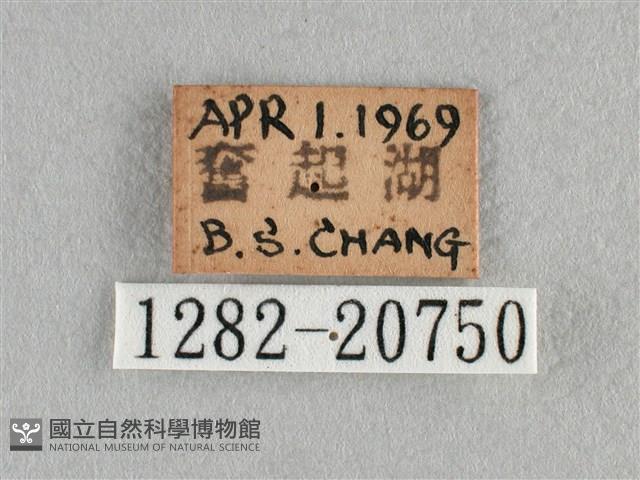 APR 1.1969
奮起湖
B.S.CHANG
1282-20750
國立自然科學博物館
NATIONAL MUSEUM OF NATURAL SCIENCE